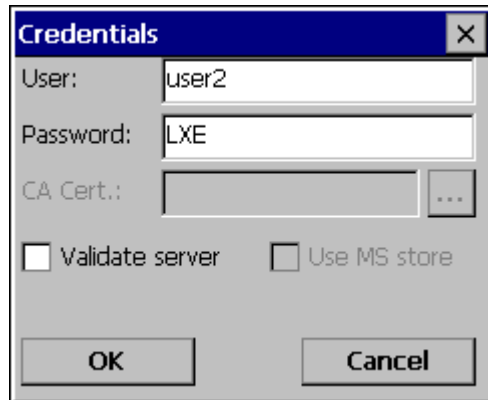 Credentials
User: user2
Password: LXE
CA Cert.: ...
Validate server Use MS store
OK Cancel